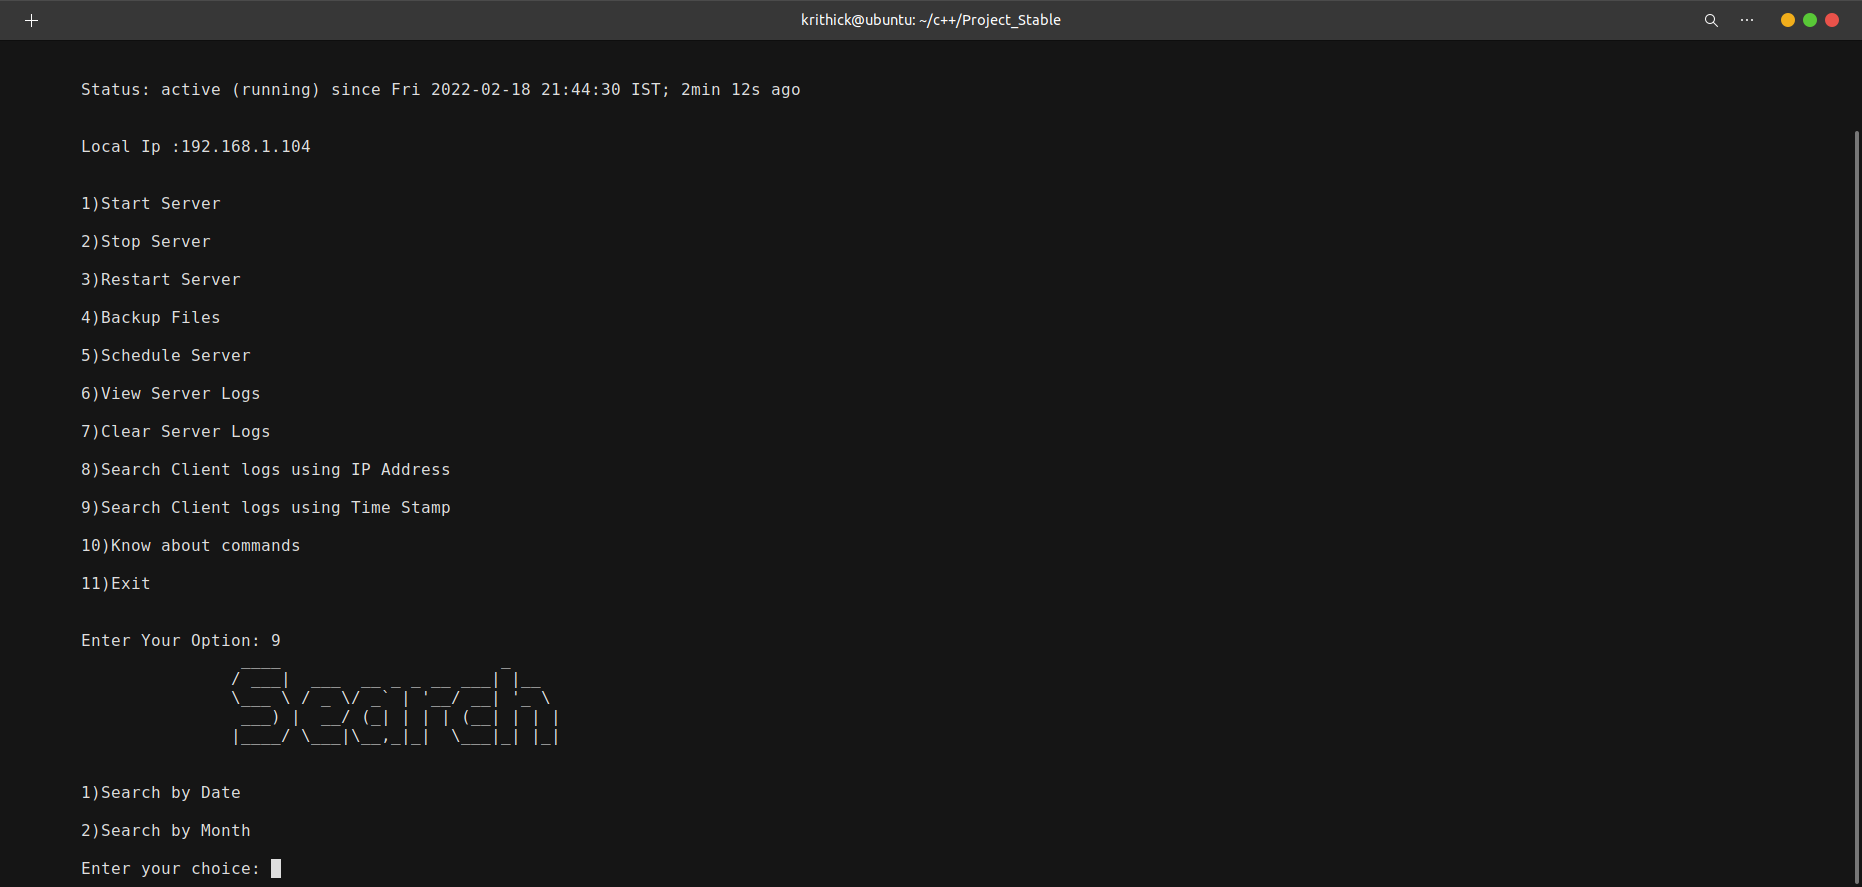 krithick@ubuntu: ~/c++/Project_Stable
Status: active (running) since Fri 2022-02-18 21:44:30 IST; 2min 12s ago
Local Ip :192.168.1.104
1)Start Server
2)Stop Server
3)Restart Server
4)Backup Files
5)Schedule Server
6)View Server Logs
7)Clear Server Logs
8)Search Client logs using IP Address
9)Search Client logs using Time Stamp
10)Know about commands
11)Exit
Enter Your Option: 9
Search
1)Search by Date
2)Search by Month
Enter your choice: